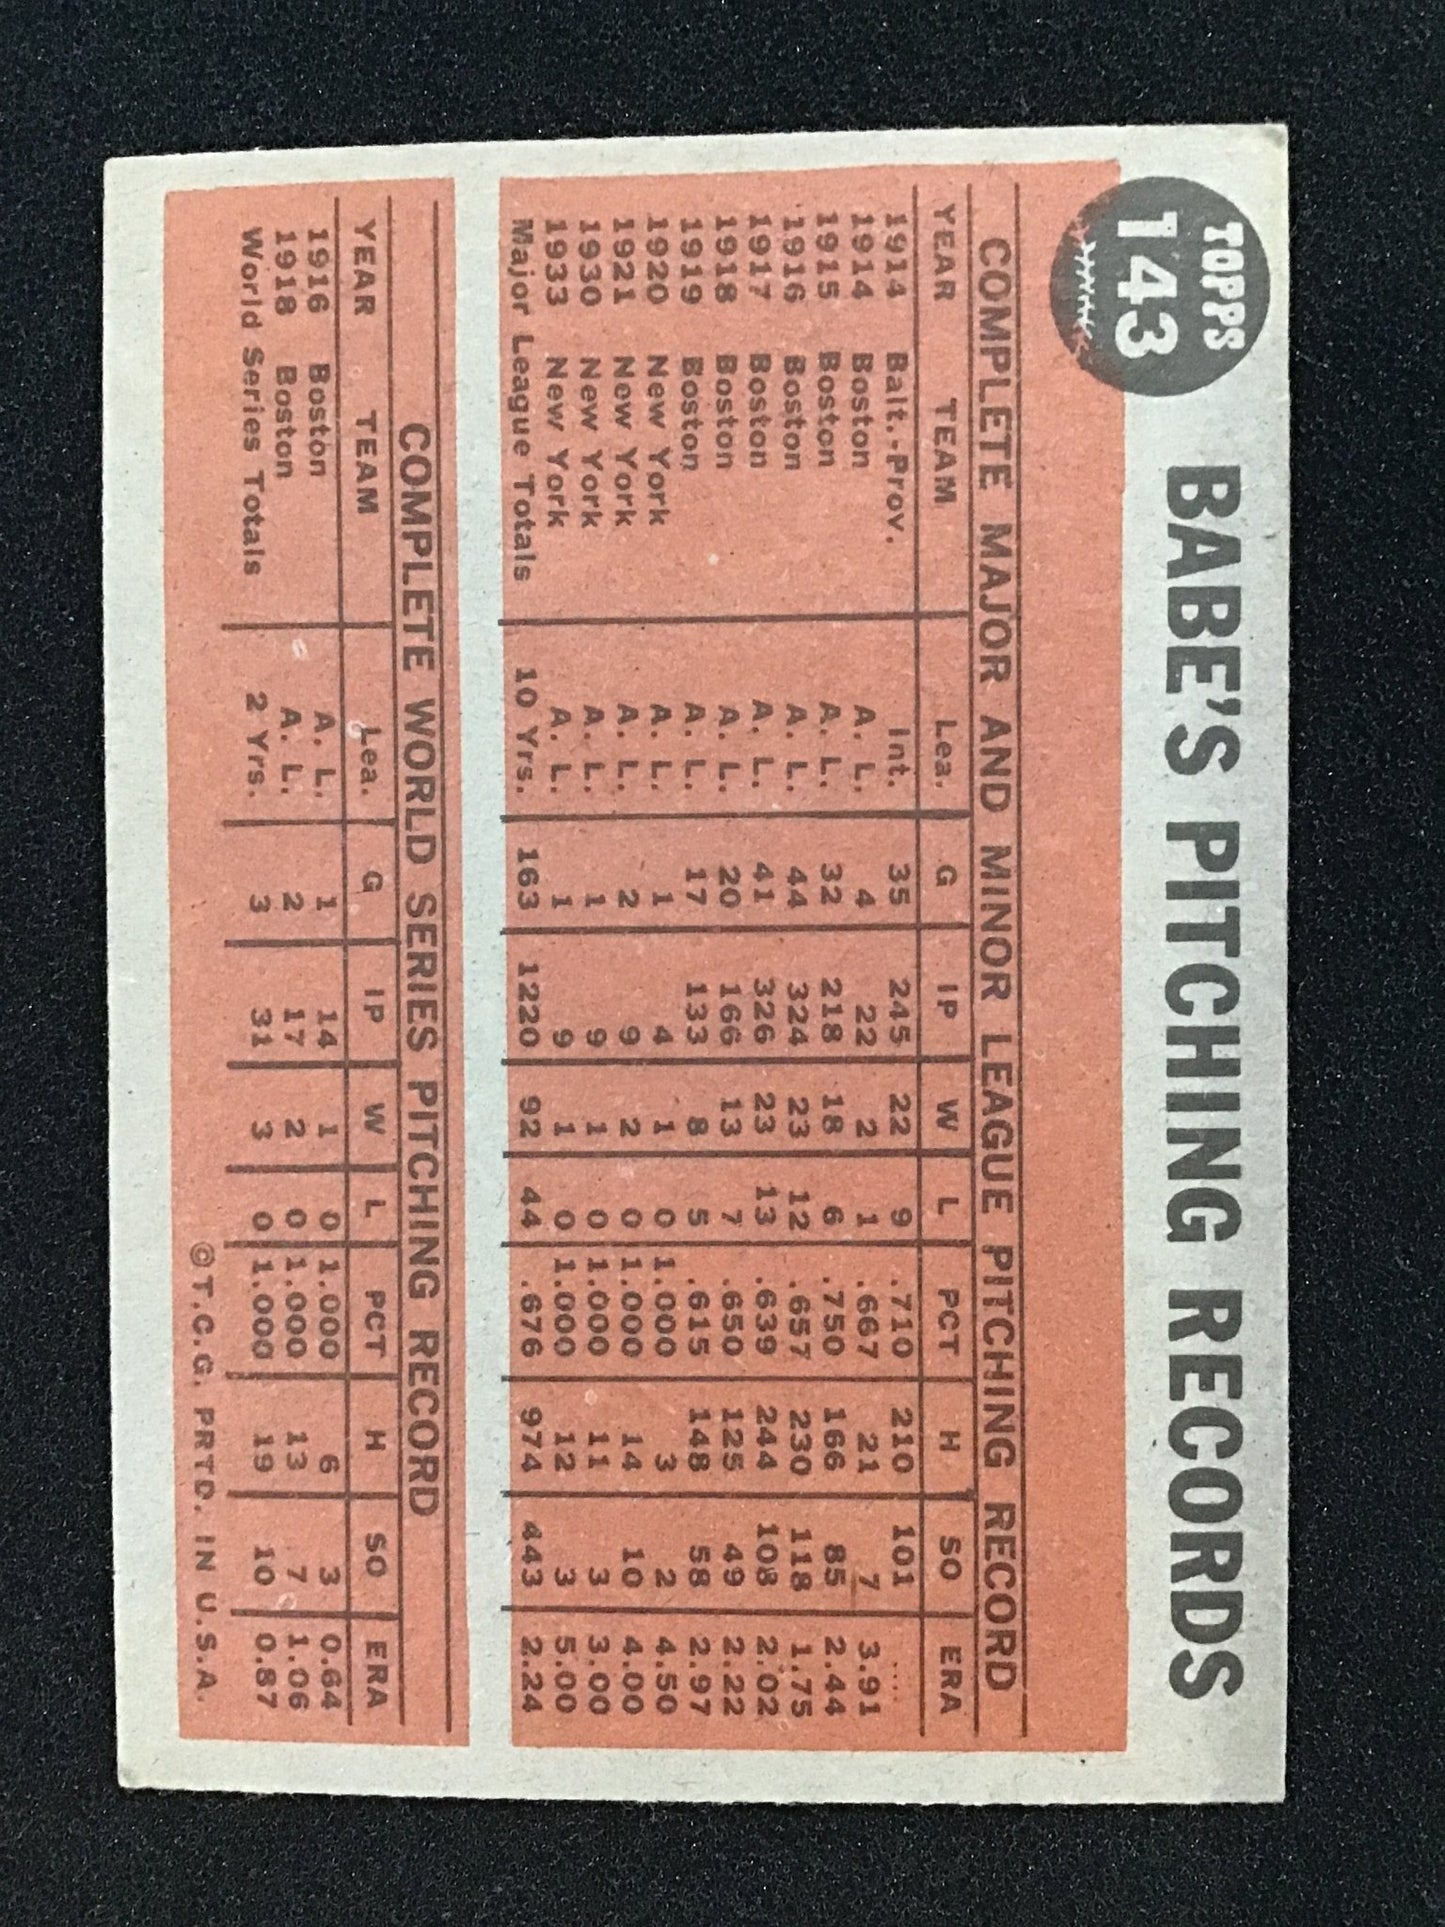 TOPPS
143
BABE'S PITCHING RECORDS
COMPLETE MAJOR AND MINOR LEAGUE PITCHING RECORD
YEAR TEAM Lea. G IP W L PCT H SO ERA
1914 Balt.-Prov. Int. 35 245 22 9 .710 210 101 ....
1914 Boston A. L. 4 22 2 1 .667 21 7 3.91
1915 Boston A. L. 32 218 18 6 .750 166 85 2.44
1916 Boston A. L. 44 324 23 12 .657 230 118 1.75
1917 Boston A. L. 41 326 23 13 .639 244 108 2.02
1918 Boston A. L. 20 166 13 7 .650 125 49 2.22
1919 Boston A. L. 17 133 8 5 .615 148 58 2.97
1920 New York A. L. 1 4 1 0 1.000 3 2 4.50
1921 New York A. L. 2 9 2 0 1.000 14 10 4.00
1930 New York A. L. 1 9 1 0 1.000 11 3 3.00
1933 New York A. L. 1 9 1 0 1.000 12 3 5.00
Major League Totals 10 Yrs. 163 1220 92 44 .676 974 443 2.24
COMPLETE WORLD SERIES PITCHING RECORD
YEAR TEAM Lea. G IP W L PCT H SO ERA
1916 Boston A. L. 1 14 1 0 1.000 6 3 0.64
1918 Boston A. L. 2 17 2 0 1.000 13 7 1.06
World Series Totals 2 Yrs. 3 31 3 0 1.000 19 10 0.87
©T.C.G. PRTD. IN U.S.A.